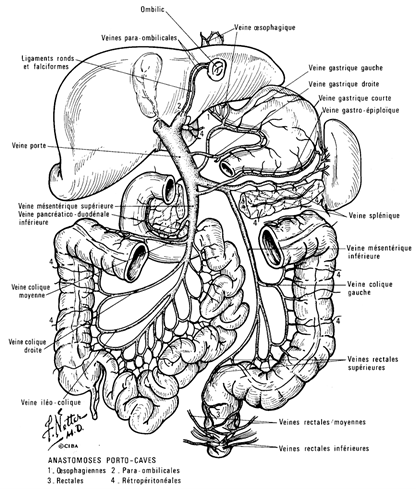 Ombilic
Veines para-ombilicales
Veine œsophagique
Ligaments ronds
et falciformes
Veine gastrique gauche
Veine gastrique droite
Veine gastrique courte
Veine gastro-épiploïque
Veine porte
Veine mésentérique supérieure
Veine pancréatico-duodénale
inférieure
Veine splénique
Veine mésentérique
inférieure
Veine colique
moyenne
Veine colique
gauche
Veine colique
droite
Veines rectales
supérieures
Veine iléo-colique
Veines rectales moyennes
Veines rectales inférieures
F. Netter
M.D.
©CIBA
ANASTOMOSES PORTO-CAVES
1. Œsophagiennes 2. Para-ombilicales
3. Rectales 4. Rétropéritonéales